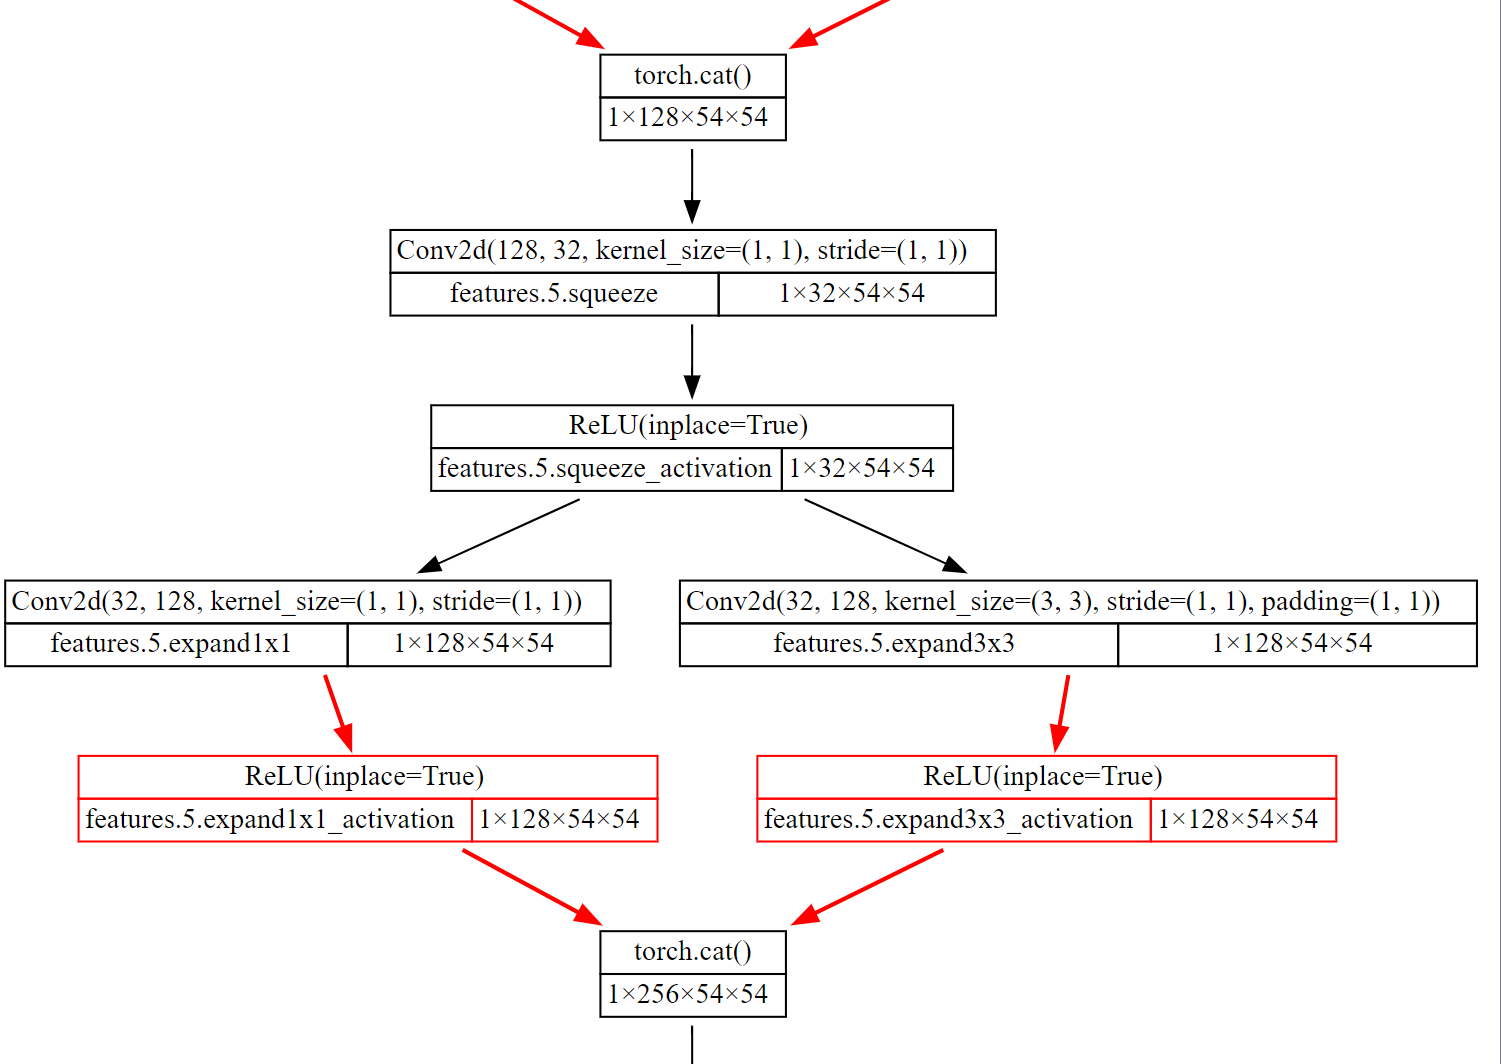 torch.cat()
1×128×54×54
Conv2d(128, 32, kernel_size=(1, 1), stride=(1, 1))
features.5.squeeze 1×32×54×54
ReLU(inplace=True)
features.5.squeeze_activation 1×32×54×54
Conv2d(32, 128, kernel_size=(1, 1), stride=(1, 1))
features.5.expand1x1 1×128×54×54
Conv2d(32, 128, kernel_size=(3, 3), stride=(1, 1), padding=(1, 1))
features.5.expand3x3 1×128×54×54
ReLU(inplace=True)
features.5.expand1x1_activation 1×128×54×54
ReLU(inplace=True)
features.5.expand3x3_activation 1×128×54×54
torch.cat()
1×256×54×54